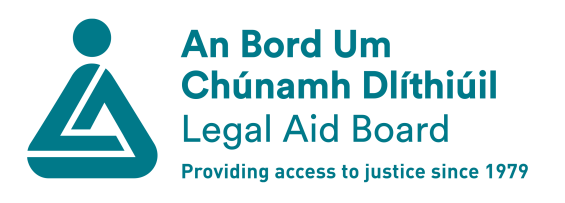 An Bord Um
Chúnamh Dlíthiúil
Legal Aid Board
Providing access to justice since 1979